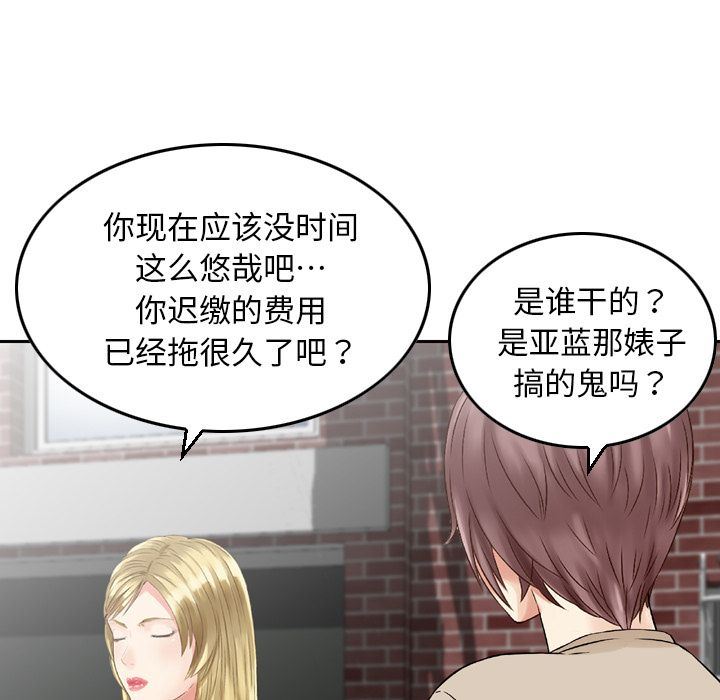 你现在应该没时间
这么悠哉吧…
你迟缴的费用
已经拖很久了吧？
是谁干的？
是亚蓝那婊子
搞的鬼吗？